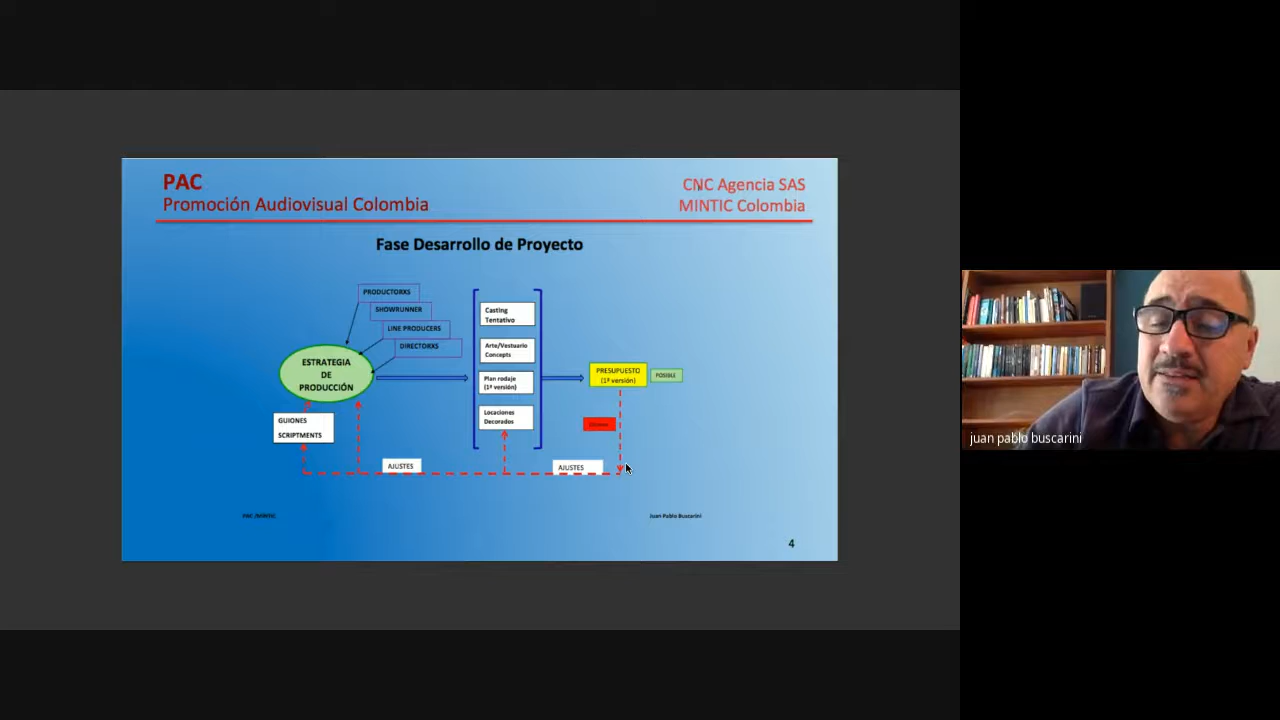 PAC
Promoción Audiovisual Colombia
CNC Agencia SAS
MINTIC Colombia
Fase Desarrollo de Proyecto
PRODUCTORXS
SHOWRUNNER
LINE PRODUCERS
DIRECTORXS
ESTRATEGIA
DE
PRODUCCIÓN
GUIONES
SCRIPTMENTS
Casting
Tentativo
Arte/Vestuario
Concepts
Plan rodaje
(1ª versión)
Locaciones
Decorados
PRESUPUESTO
(1ª versión)
POSIBLE
AJUSTES
AJUSTES
PAC /MINTIC
Juan Pablo Buscarini
4
juan pablo buscarini